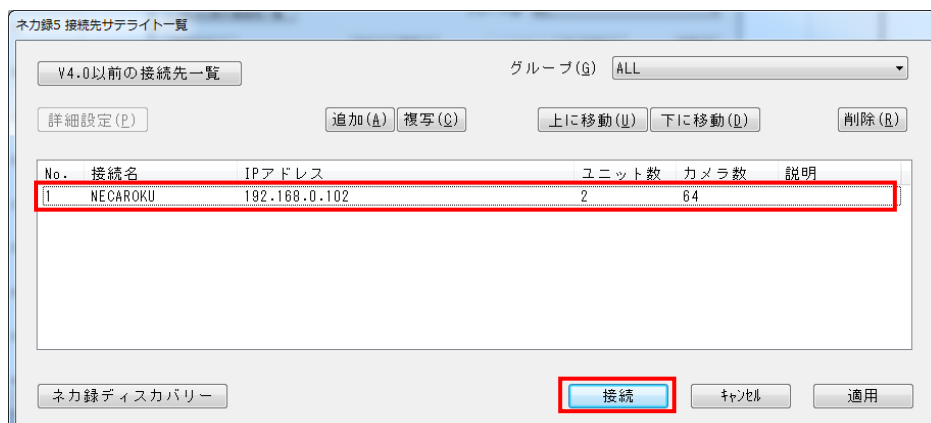 ネカ録5 接続先サテライト一覧
V4.0以前の接続先一覧 グループ(G) ALL
詳細設定(P) 追加(A) 複写(C) 上に移動(U) 下に移動(D) 削除(R)
No. 接続名 IPアドレス ユニット数 カメラ数 説明
1 NECAROKU 192.168.0.102 2 64
ネカ録ディスカバリー 接続 ｷｬﾝｾﾙ 適用